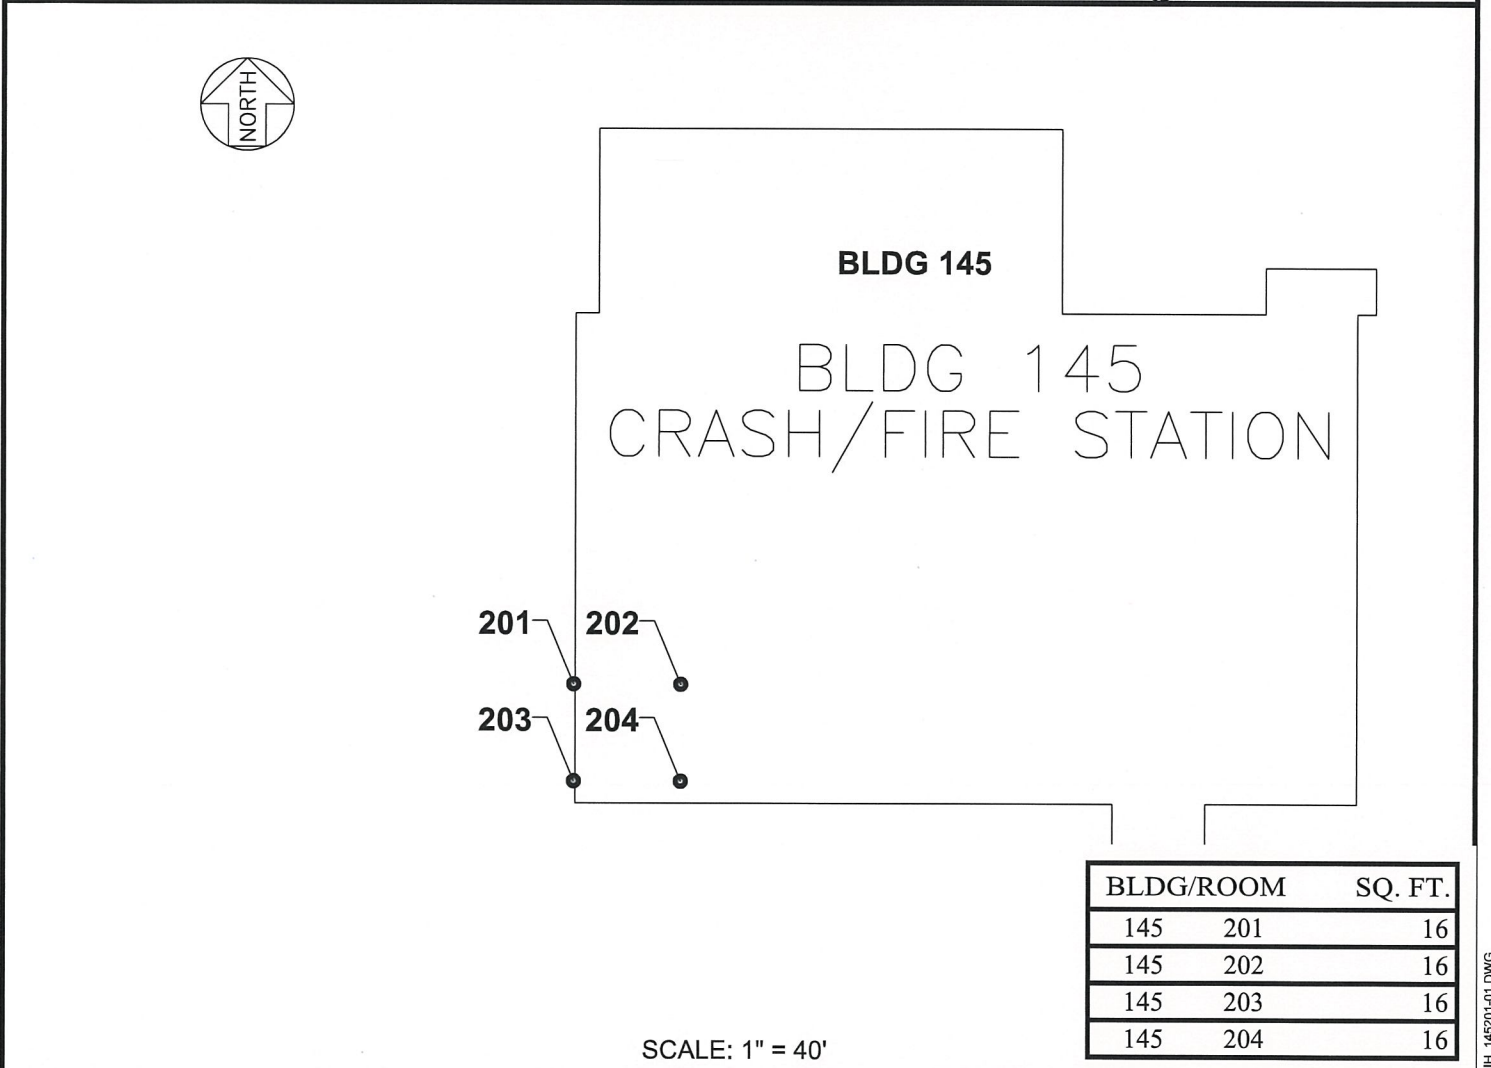 NORTH
BLDG 145
BLDG 145
CRASH/FIRE STATION
201
202
203
204
BLDG/ROOM SQ. FT.
145 201 16
145 202 16
145 203 16
145 204 16
SCALE: 1" = 40'